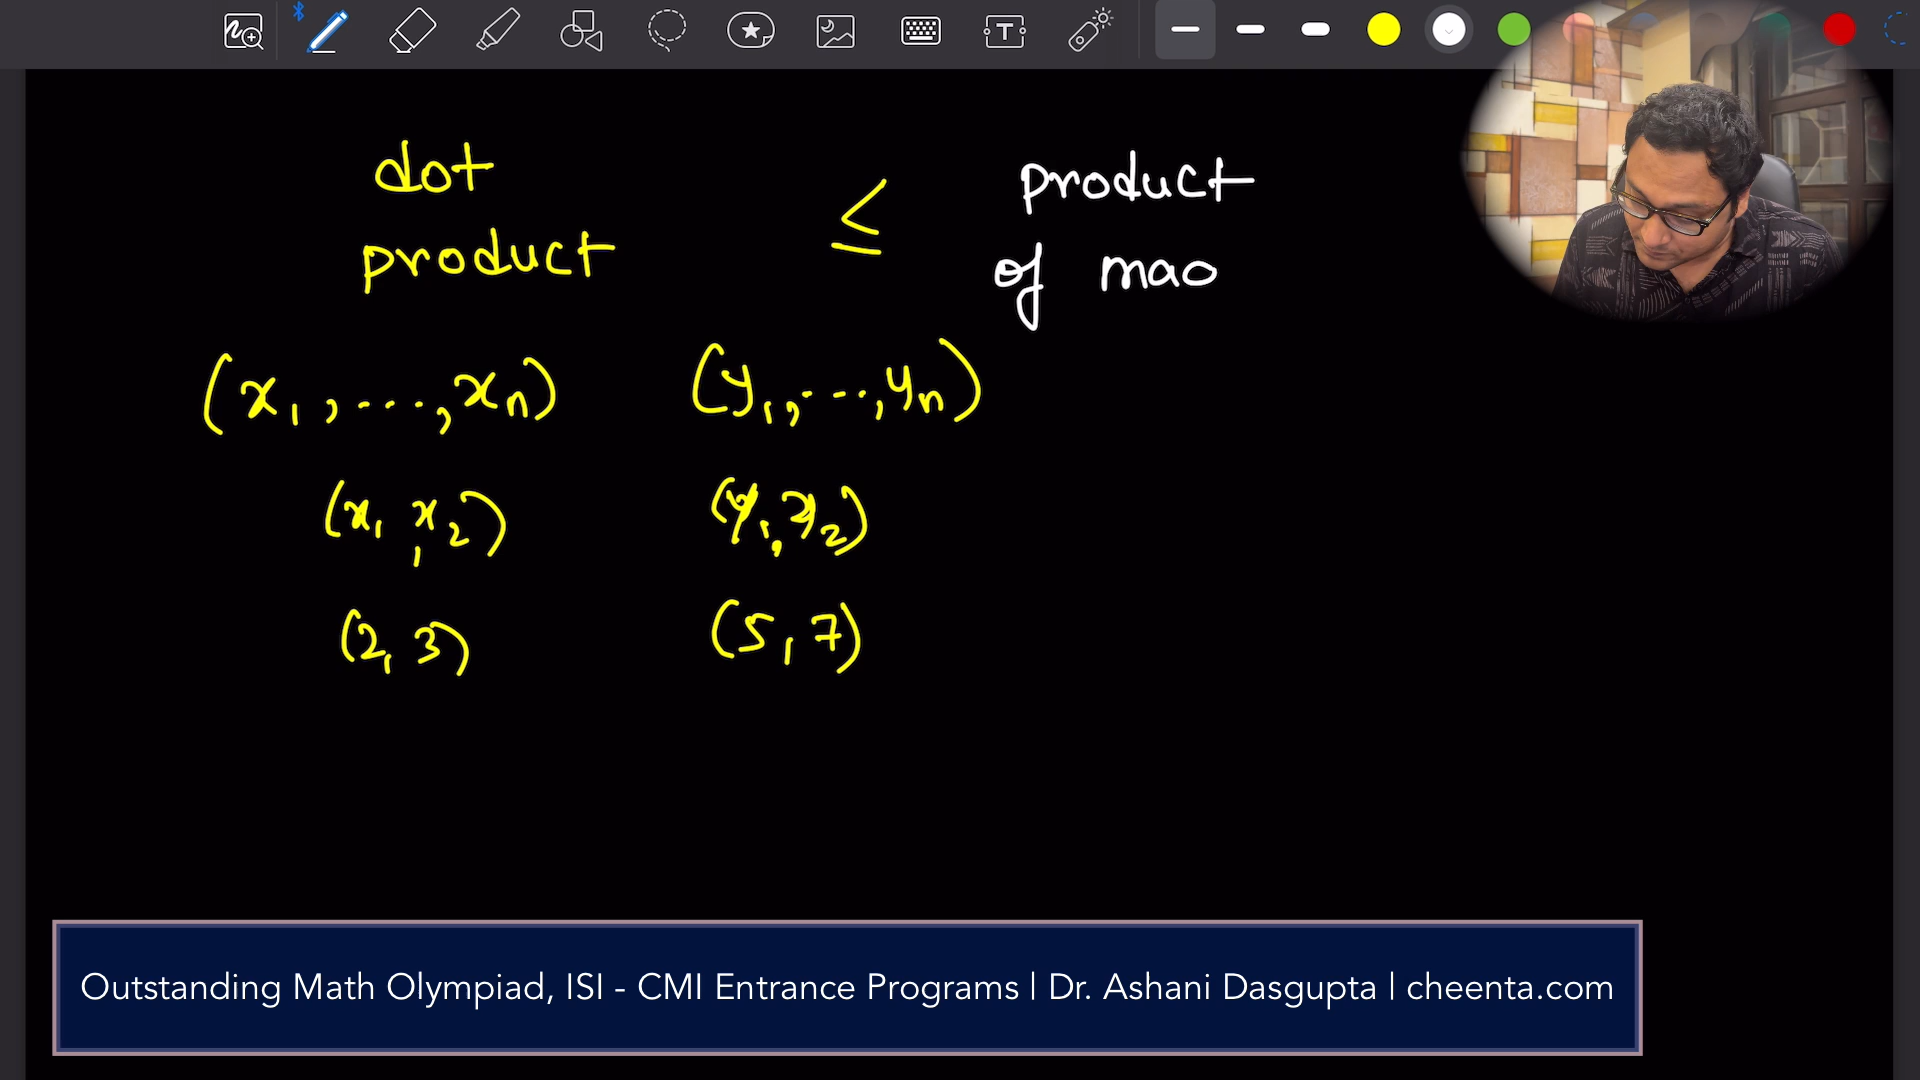 dot product ≤ product of mao
(x₁, ..., xₙ) (y₁, ..., yₙ)
(x₁, x₂) (y₁, y₂)
(2, 3) (5, 7)
Outstanding Math Olympiad, ISI - CMI Entrance Programs | Dr. Ashani Dasgupta | cheenta.com